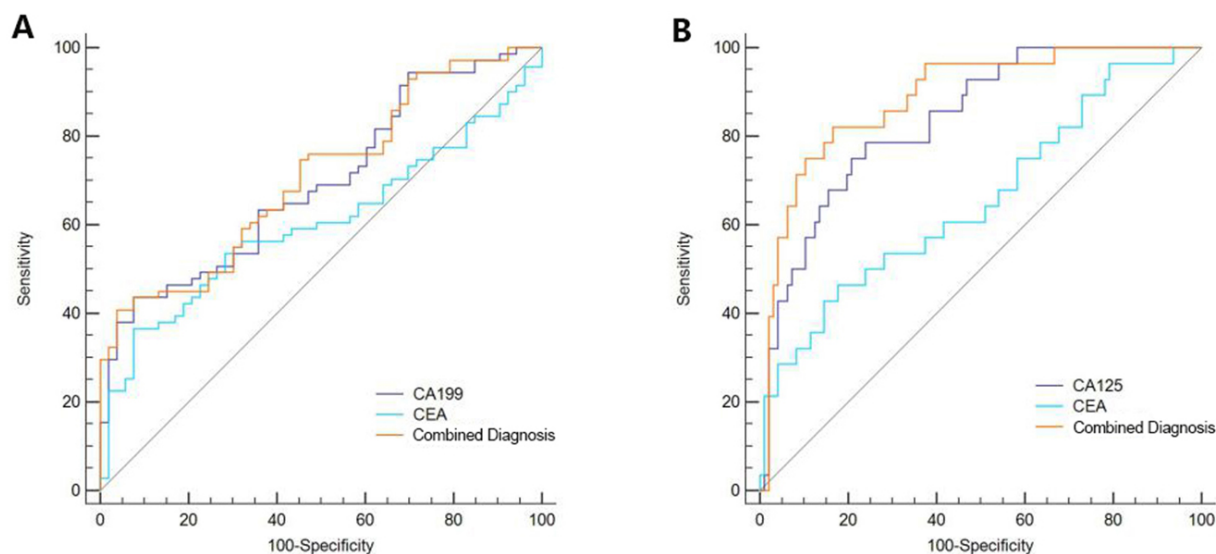 A
100
80
60
40
20
0
Sensitivity
CA199
CEA
Combined Diagnosis
0 20 40 60 80 100
100-Specificity
B
100
80
60
40
20
0
Sensitivity
CA125
CEA
Combined Diagnosis
0 20 40 60 80 100
100-Specificity